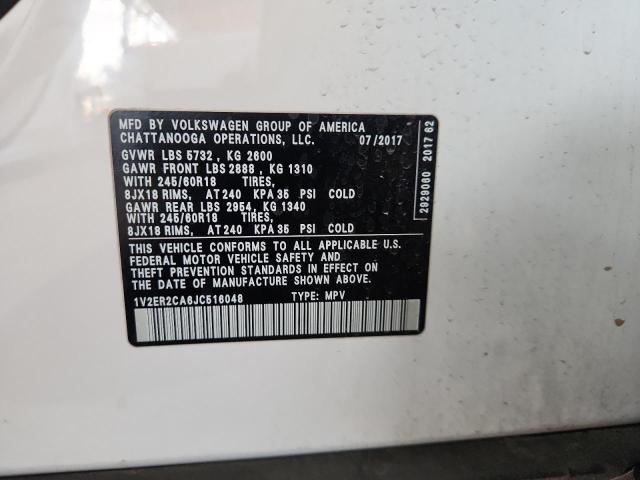 MFD BY VOLKSWAGEN GROUP OF AMERICA
CHATTANOOGA OPERATIONS, LLC. 07/2017
GVWR LBS 5732 , KG 2600
GAWR FRONT LBS 2888 , KG 1310
WITH 245/60R18 TIRES,
8JX18 RIMS, AT 240 KPA 35 PSI COLD
GAWR REAR LBS 2954, KG 1340
WITH 245/60R18 TIRES,
8JX18 RIMS, AT 240 KPA 35 PSI COLD
THIS VEHICLE CONFORMS TO ALL APPLICABLE U.S.
FEDERAL MOTOR VEHICLE SAFETY AND
THEFT PREVENTION STANDARDS IN EFFECT ON
THE DATE OF MANUFACTURE SHOWN ABOVE.
1V2ER2CA6JC516048 TYPE: MPV
2929060 2017 62